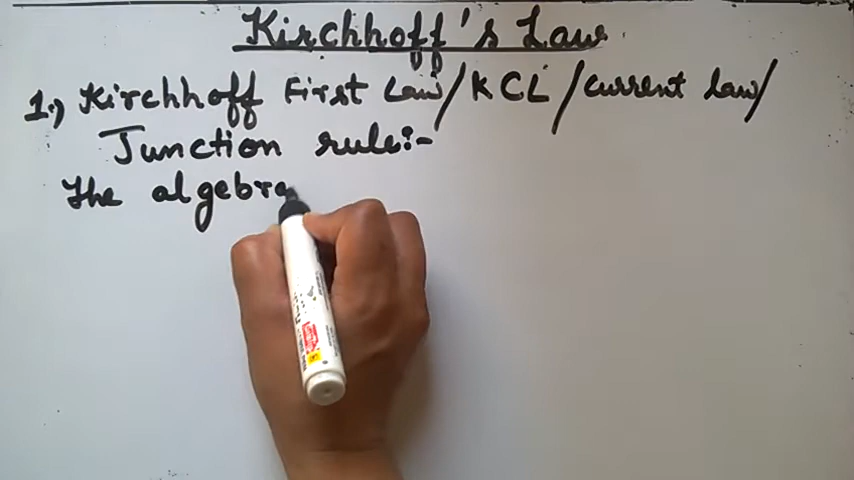 Kirchhoff's Law
1.) Kirchhoff First Law/KCL/Current law/
Junction rule:-
The algebra